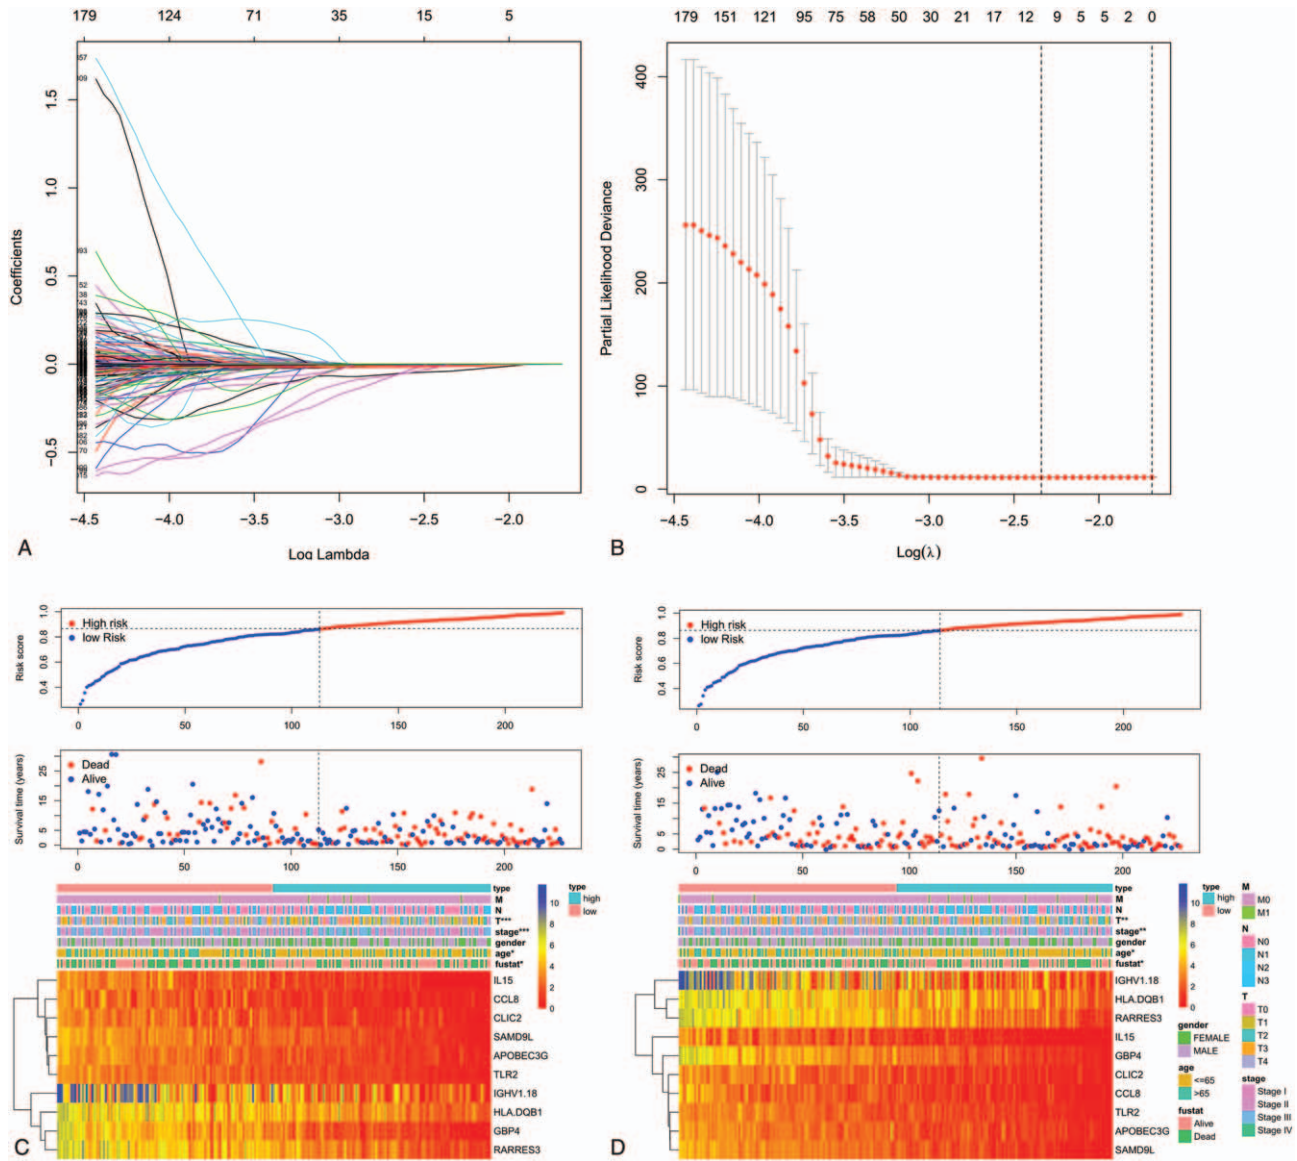 179 124 71 35 15 5
1.5
1.0
0.5
0.0
−0.5
Coefficients
−4.5 −4.0 −3.5 −3.0 −2.5 −2.0
Log Lambda
A
179 151 121 95 75 58 50 30 21 17 12 9 5 5 2 0
400
300
200
100
0
Partial Likelihood Deviance
−4.5 −4.0 −3.5 −3.0 −2.5 −2.0
Log(λ)
B
Risk score
1.0
0.8
0.6
0.4
High risk
low Risk
0 50 100 150 200
Survival time (years)
25
15
5
0
Dead
Alive
0 50 100 150 200
type
M
N
T***
stage***
gender
age*
fustat*
IL15
CCL8
CLIC2
SAMD9L
APOBEC3G
TLR2
IGHV1.18
HLA.DQB1
GBP4
RARRES3
10
8
6
4
2
0
type
high
low
C
Risk score
1.0
0.8
0.6
0.4
High risk
low Risk
0 50 100 150 200
Survival time (years)
25
15
5
0
Dead
Alive
0 50 100 150 200
type
M
N
T**
stage**
gender
age*
fustat*
IGHV1.18
HLA.DQB1
RARRES3
IL15
GBP4
CLIC2
CCL8
TLR2
APOBEC3G
SAMD9L
10
8
6
4
2
0
type
high
low
gender
FEMALE
MALE
age
<=65
>65
fustat
Alive
Dead
M
M0
M1
N
N0
N1
N2
N3
T
T0
T1
T2
T3
T4
stage
Stage I
Stage II
Stage III
Stage IV
D